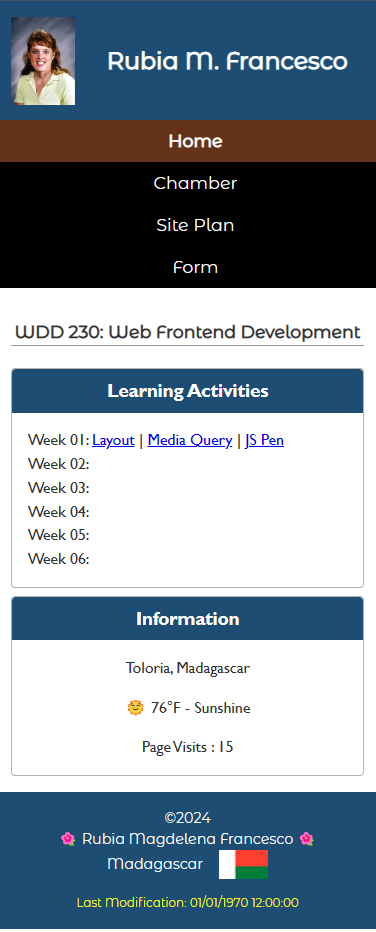 Rubia M. Francesco
Home
Chamber
Site Plan
Form
WDD 230: Web Frontend Development
Learning Activities
Week 01: Layout | Media Query | JS Pen
Week 02:
Week 03:
Week 04:
Week 05:
Week 06:
Information
Toloria, Madagascar
🌞 76°F - Sunshine
Page Visits : 15
©2024
🌺 Rubia Magdelena Francesco 🌺
Madagascar
Last Modification: 01/01/1970 12:00:00